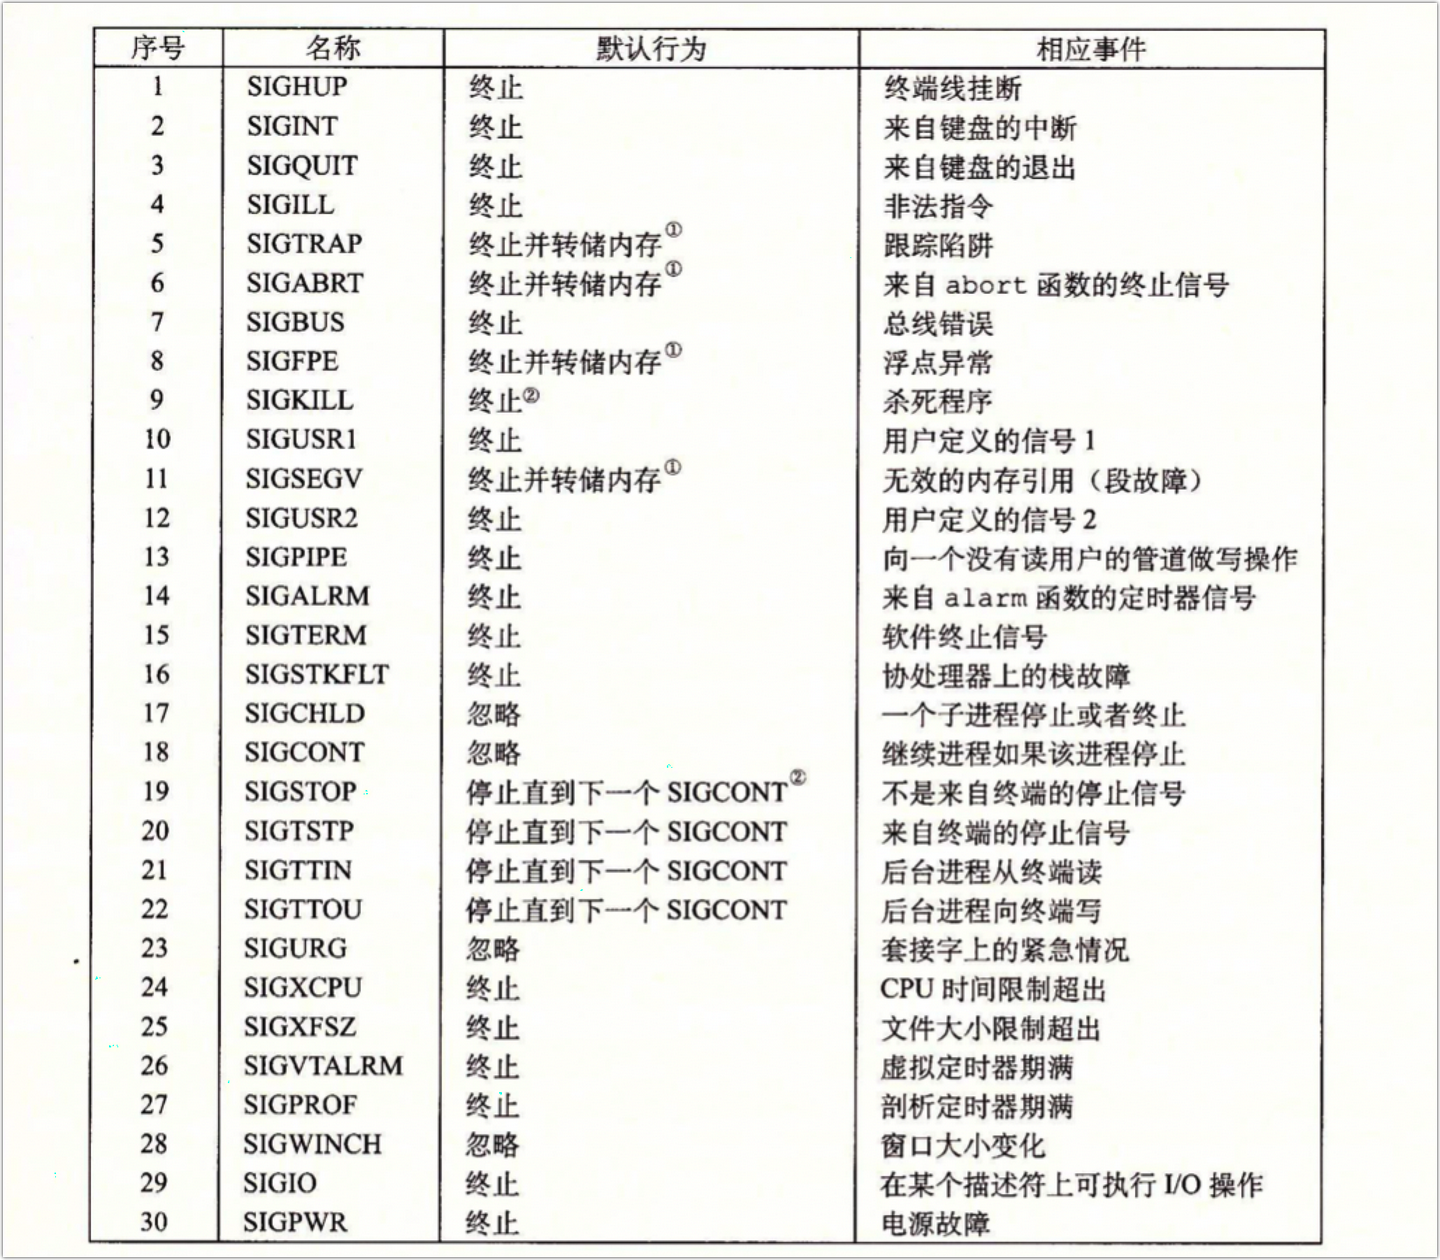 序号 名称 默认行为 相应事件
1 SIGHUP 终止 终端线挂断
2 SIGINT 终止 来自键盘的中断
3 SIGQUIT 终止 来自键盘的退出
4 SIGILL 终止 非法指令
5 SIGTRAP 终止并转储内存① 跟踪陷阱
6 SIGABRT 终止并转储内存① 来自 abort 函数的终止信号
7 SIGBUS 终止 总线错误
8 SIGFPE 终止并转储内存① 浮点异常
9 SIGKILL 终止② 杀死程序
10 SIGUSR1 终止 用户定义的信号 1
11 SIGSEGV 终止并转储内存① 无效的内存引用（段故障）
12 SIGUSR2 终止 用户定义的信号 2
13 SIGPIPE 终止 向一个没有读用户的管道做写操作
14 SIGALRM 终止 来自 alarm 函数的定时器信号
15 SIGTERM 终止 软件终止信号
16 SIGSTKFLT 终止 协处理器上的栈故障
17 SIGCHLD 忽略 一个子进程停止或者终止
18 SIGCONT 忽略 继续进程如果该进程停止
19 SIGSTOP 停止直到下一个 SIGCONT② 不是来自终端的停止信号
20 SIGTSTP 停止直到下一个 SIGCONT 来自终端的停止信号
21 SIGTTIN 停止直到下一个 SIGCONT 后台进程从终端读
22 SIGTTOU 停止直到下一个 SIGCONT 后台进程向终端写
23 SIGURG 忽略 套接字上的紧急情况
24 SIGXCPU 终止 CPU 时间限制超出
25 SIGXFSZ 终止 文件大小限制超出
26 SIGVTALRM 终止 虚拟定时器期满
27 SIGPROF 终止 剖析定时器期满
28 SIGWINCH 忽略 窗口大小变化
29 SIGIO 终止 在某个描述符上可执行 I/O 操作
30 SIGPWR 终止 电源故障